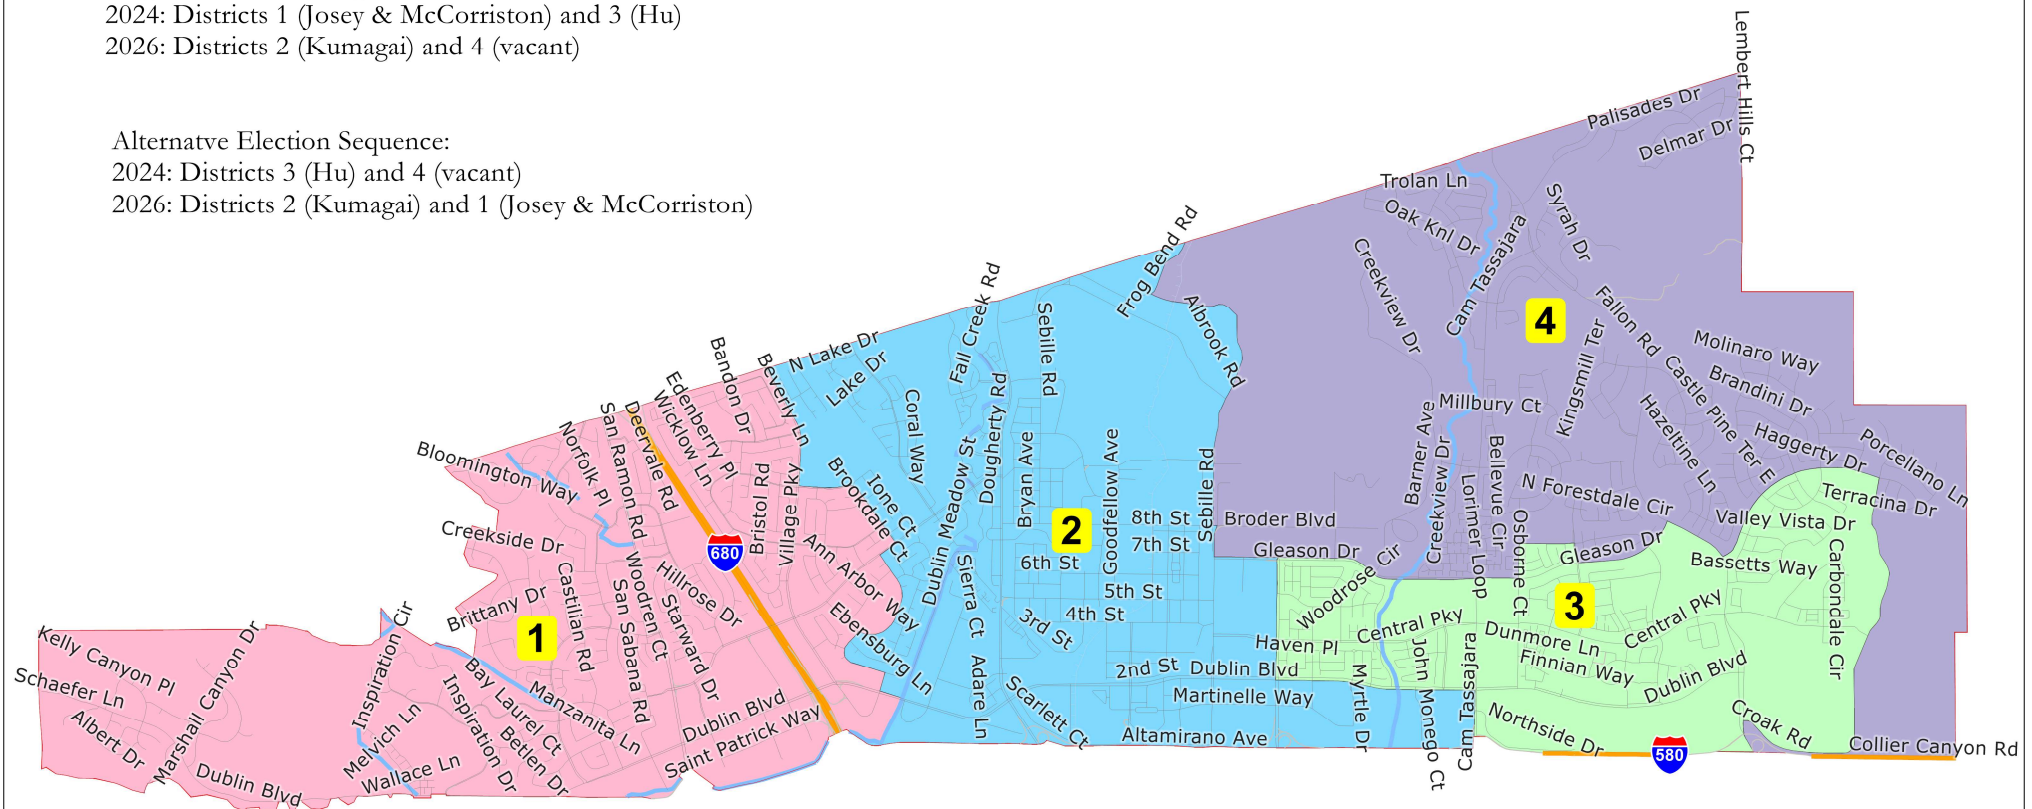 2024: Districts 1 (Josey & McCorriston) and 3 (Hu)
2026: Districts 2 (Kumagai) and 4 (vacant)
Alternatve Election Sequence:
2024: Districts 3 (Hu) and 4 (vacant)
2026: Districts 2 (Kumagai) and 1 (Josey & McCorriston)
Lembert Hills Ct
Palisades Dr
Delmar Dr
Trolan Ln
Oak Knl Dr
Syrah Dr
Cam Tassajara
Creekview Dr
Frog Bend Rd
Albrook Rd
4
Fallon Rd
Kingsmill Ter
Molinaro Way
Castle Pine Ter E
Brandini Dr
Hazeltine Ln
Haggerty Dr
Porcellano Ln
Millbury Ct
Barner Ave
Creekview Dr
Bellevue Cir
Lorimer Loop
Osborne Ct
N Forestdale Cir
Terracina Dr
Valley Vista Dr
Broder Blvd
Gleason Dr
Gleason Dr
Bassetts Way
Carbondale Cir
Woodrose Cir
3
Central Pky
Central Pky
Haven Pl
Dunmore Ln
Finnian Way
Dublin Blvd
John Monego Ct
Cam Tassajara
Myrtle Dr
Northside Dr
Croak Rd
580
Collier Canyon Rd
Fall Creek Rd
Sebille Rd
N Lake Dr
Lake Dr
Coral Way
Dougherty Rd
Bryan Ave
Goodfellow Ave
Sebille Rd
Ione Ct
Brookdale Ct
Dublin Meadow St
2
8th St
7th St
6th St
5th St
4th St
3rd St
2nd St
Dublin Blvd
Sierra Ct
Adare Ln
Scarlett Ct
Martinelle Way
Altamirano Ave
Bandon Dr
Beverly Ln
Edenberry Pl
Wicklow Ln
Deervale Rd
San Ramon Rd
Norfolk Pl
Bloomington Way
Bristol Rd
Village Pky
680
Ann Arbor Way
Ebensburg Ln
Creekside Dr
Castilian Rd
Woodren Ct
Hillrose Dr
Starward Dr
San Sabana Rd
Brittany Dr
1
Inspiration Cir
Kelly Canyon Pl
Schaefer Ln
Albert Dr
Marshall Canyon Dr
Dublin Blvd
Bay Laurel Ct
Manzanita Ln
Inspiration Dr
Betlen Dr
Melvich Ln
Wallace Ln
Dublin Blvd
Saint Patrick Way